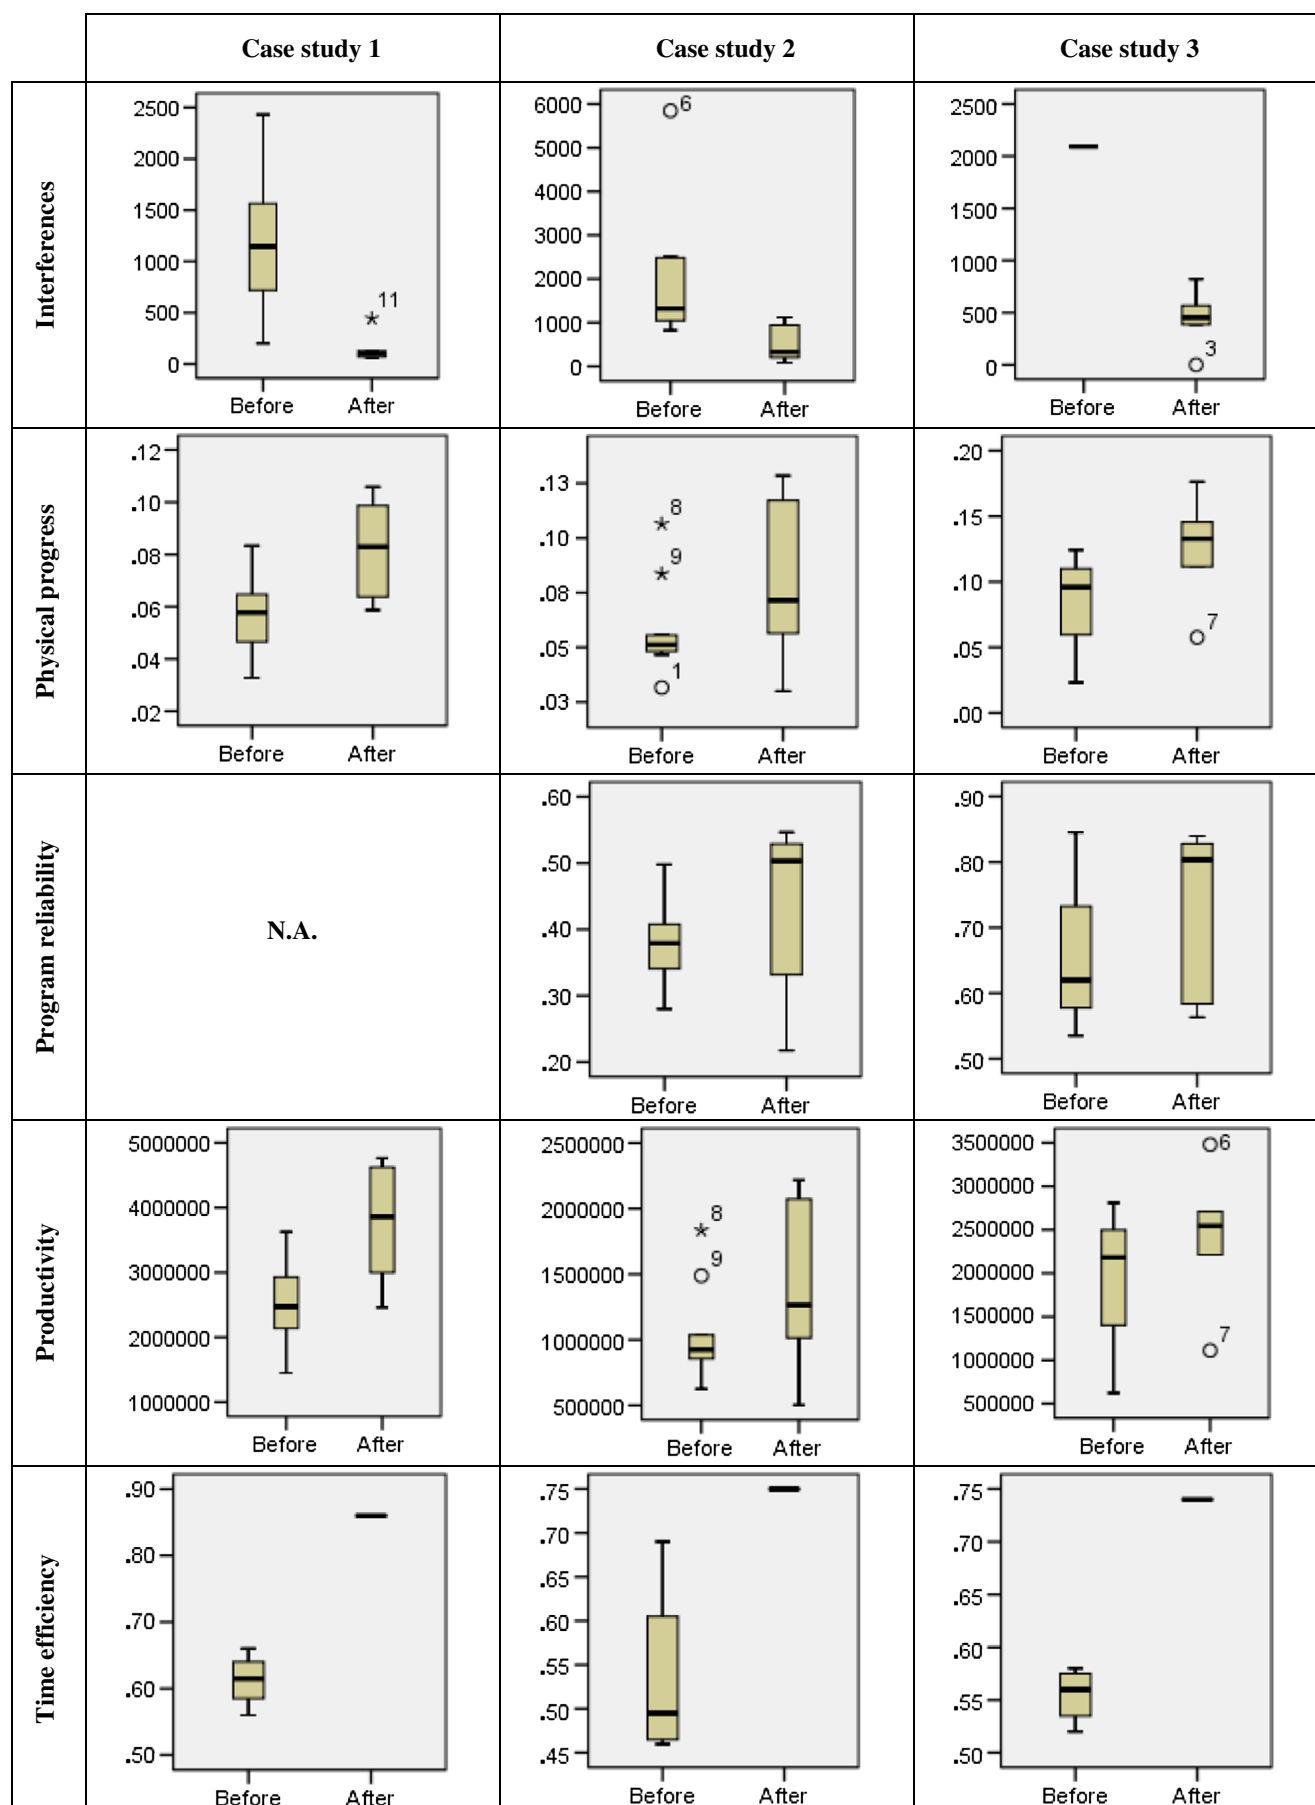 Case study 1
Case study 2
Case study 3
Interferences
2500
2000
1500
1000
500
0
11
Before
After
6000
5000
4000
3000
2000
1000
0
6
Before
After
2500
2000
1500
1000
500
0
3
Before
After
Physical progress
.12
.10
.08
.06
.04
.02
Before
After
.13
.10
.08
.05
.03
8
9
1
Before
After
.20
.15
.10
.05
.00
7
Before
After
Program reliability
N.A.
.60
.50
.40
.30
.20
Before
After
.90
.80
.70
.60
.50
Before
After
Productivity
5000000
4000000
3000000
2000000
1000000
Before
After
2500000
2000000
1500000
1000000
500000
8
9
Before
After
3500000
3000000
2500000
2000000
1500000
1000000
500000
6
7
Before
After
Time efficiency
.90
.80
.70
.60
.50
Before
After
.75
.70
.65
.60
.55
.50
.45
Before
After
.75
.70
.65
.60
.55
.50
Before
After